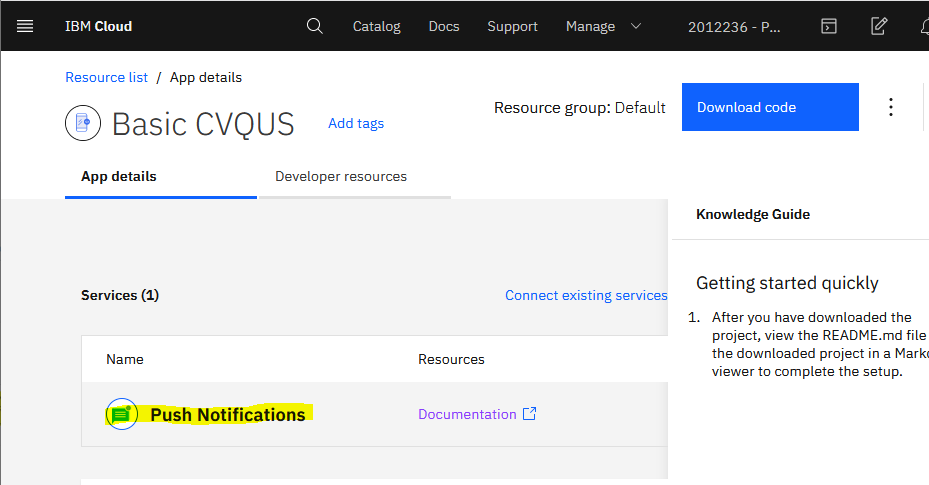 IBM Cloud Catalog Docs Support Manage 2012236 - P...
Resource list / App details
Basic CVQUS Add tags Resource group: Default Download code
App details Developer resources
Knowledge Guide
Getting started quickly
Services (1) Connect existing services
1. After you have downloaded the
project, view the README.md file
the downloaded project in a
viewer to complete the setup.
Name Resources
Push Notifications Documentation